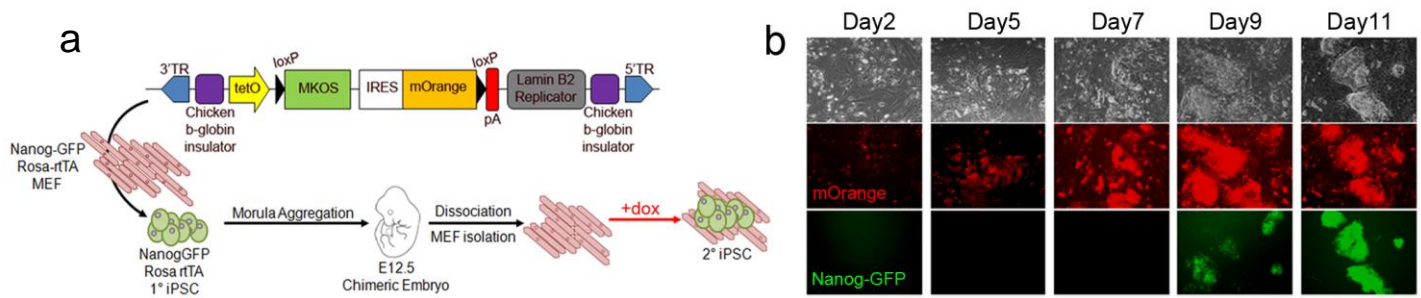 a
3'TR
Chicken
b-globin
insulator
tetO
loxP
MKOS
IRES
mOrange
loxP
pA
Lamin B2
Replicator
Chicken
b-globin
insulator
5'TR
Nanog-GFP
Rosa-rtTA
MEF
NanogGFP
Rosa rtTA
1° iPSC
Morula Aggregation
E12.5
Chimeric Embryo
Dissociation
MEF isolation
+dox
2° iPSC
b
Day2
Day5
Day7
Day9
Day11
mOrange
Nanog-GFP